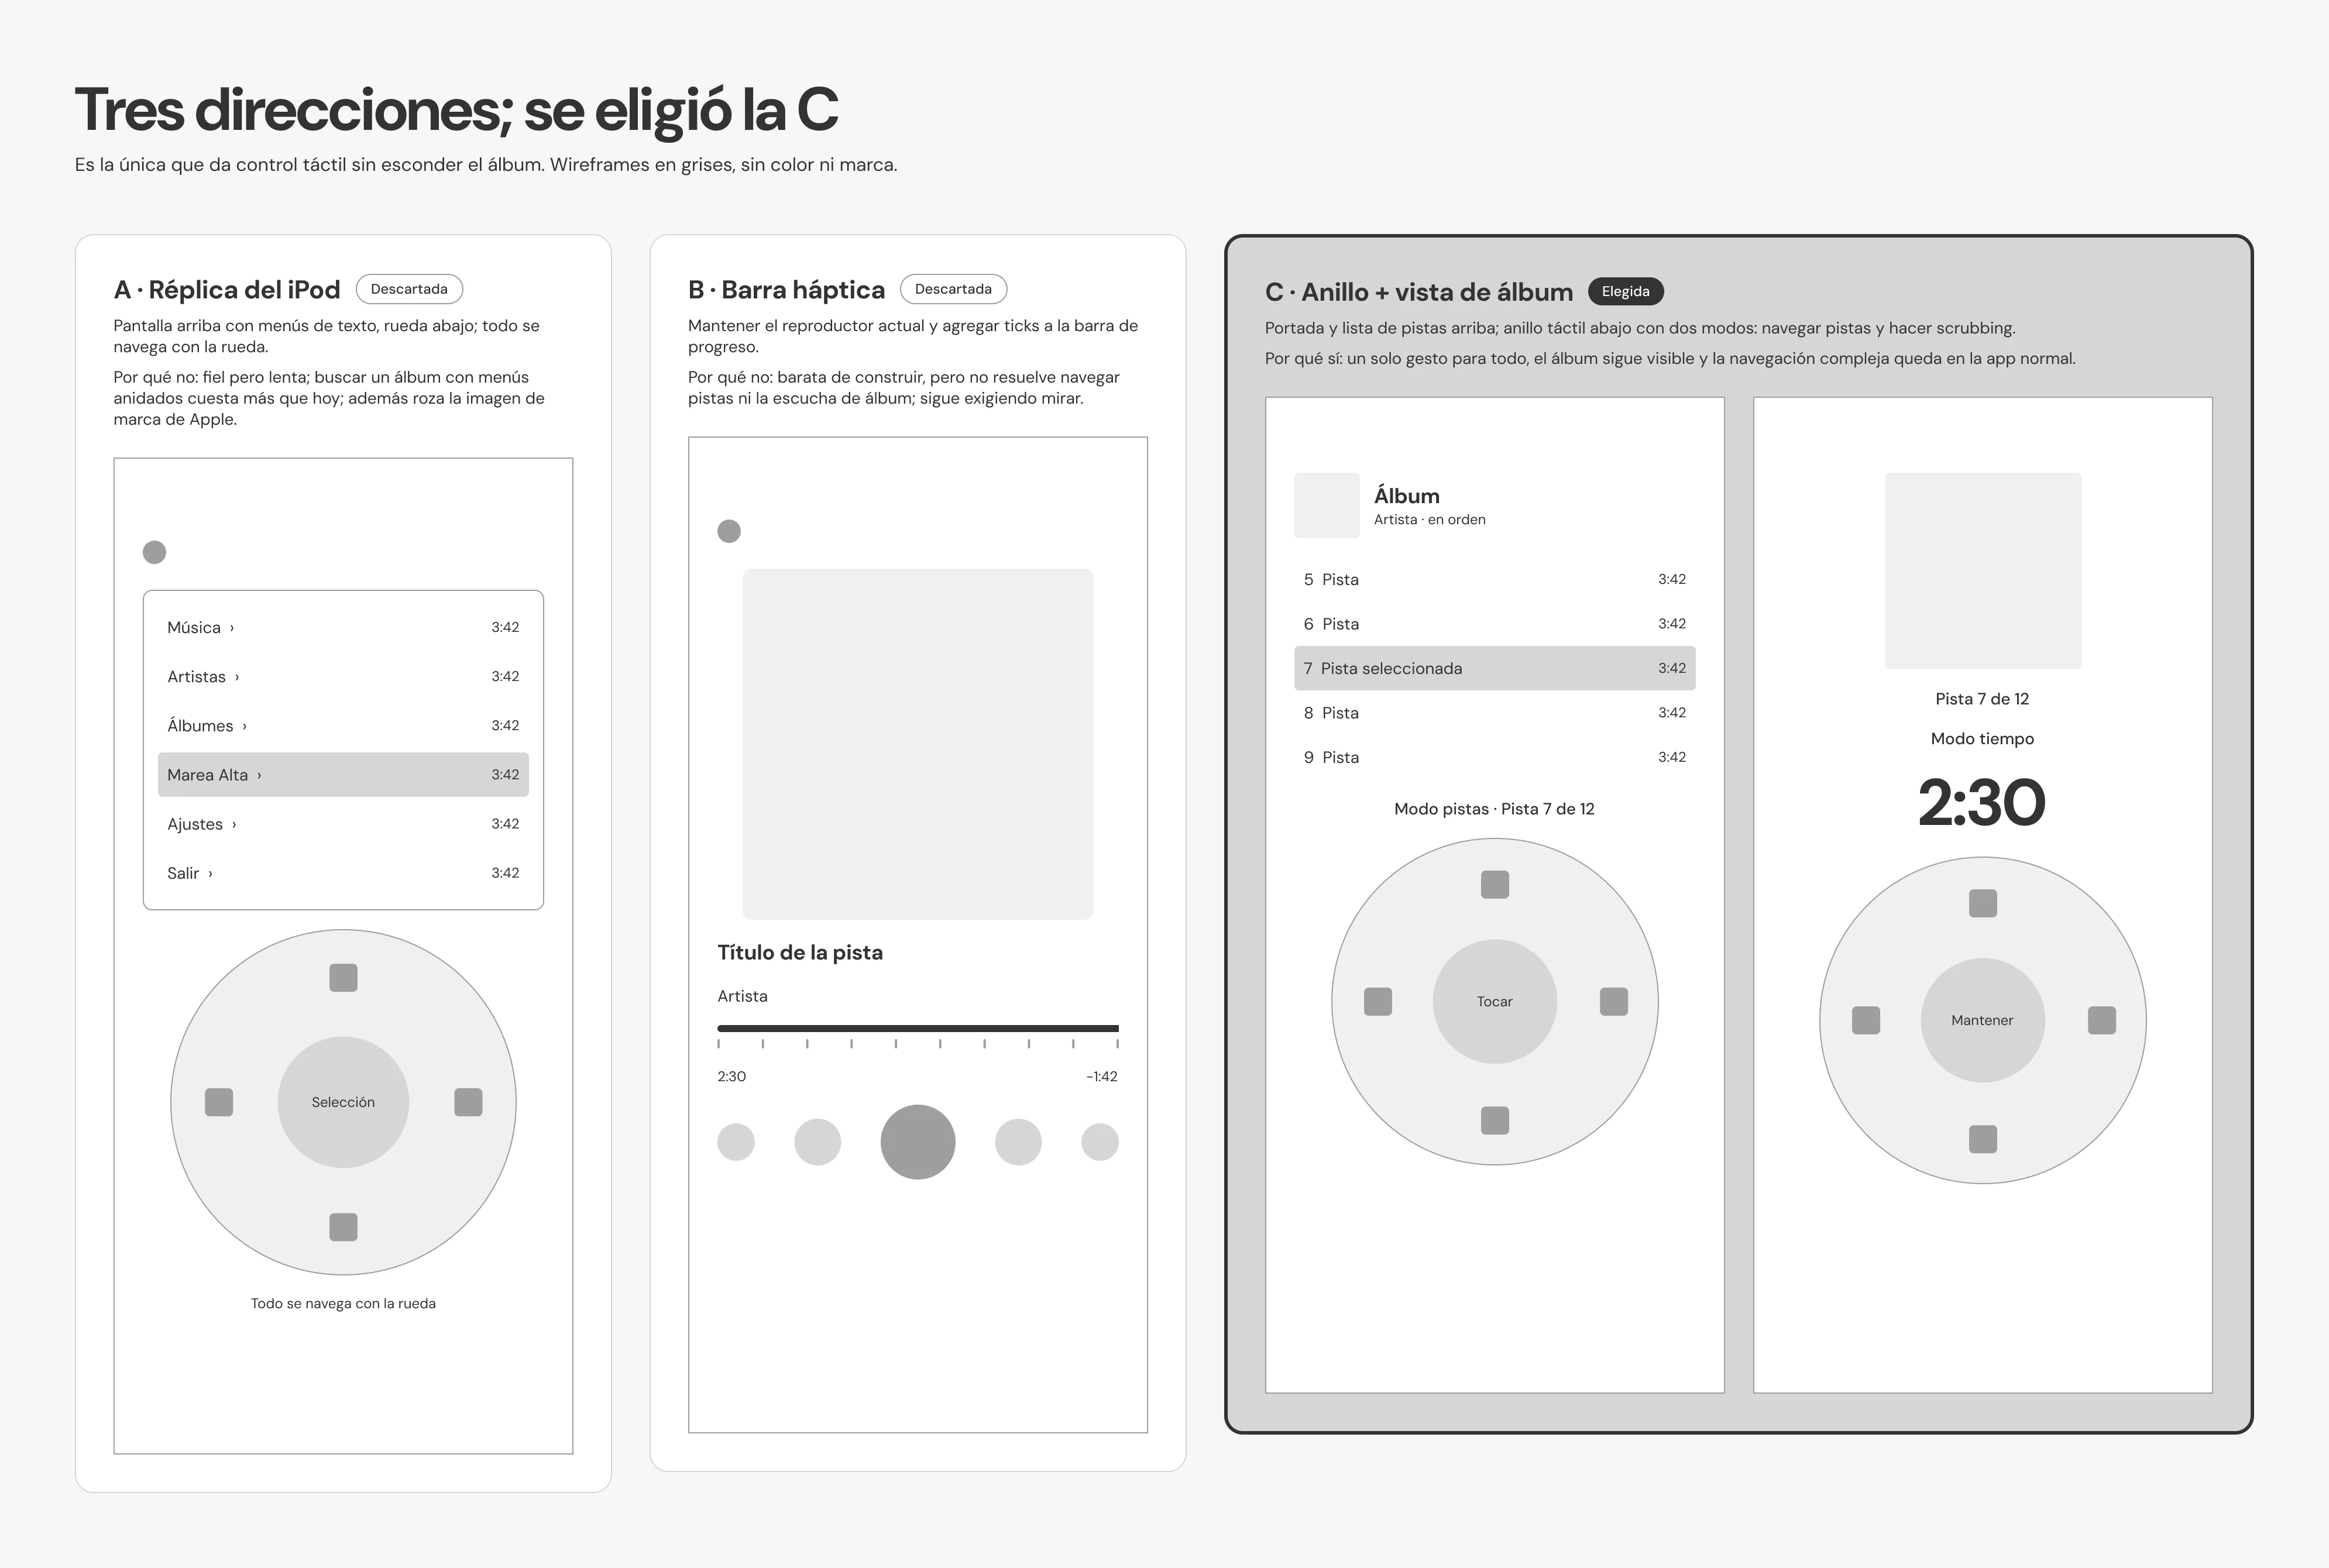 Tres direcciones; se eligió la C
Es la única que da control táctil sin esconder el álbum. Wireframes en grises, sin color ni marca.
A · Réplica del iPod
Descartada
Pantalla arriba con menús de texto, rueda abajo; todo se
navega con la rueda.
Por qué no: fiel pero lenta; buscar un álbum con menús
anidados cuesta más que hoy; además roza la imagen de
marca de Apple.
Música › 3:42
Artistas › 3:42
Álbumes › 3:42
Marea Alta › 3:42
Ajustes › 3:42
Salir › 3:42
Selección
Todo se navega con la rueda
B · Barra háptica
Descartada
Mantener el reproductor actual y agregar ticks a la barra de
progreso.
Por qué no: barata de construir, pero no resuelve navegar
pistas ni la escucha de álbum; sigue exigiendo mirar.
Título de la pista
Artista
2:30 -1:42
C · Anillo + vista de álbum
Elegida
Portada y lista de pistas arriba; anillo táctil abajo con dos modos: navegar pistas y hacer scrubbing.
Por qué sí: un solo gesto para todo, el álbum sigue visible y la navegación compleja queda en la app normal.
Álbum
Artista · en orden
5 Pista 3:42
6 Pista 3:42
7 Pista seleccionada 3:42
8 Pista 3:42
9 Pista 3:42
Modo pistas · Pista 7 de 12
Tocar
Pista 7 de 12
Modo tiempo
2:30
Mantener